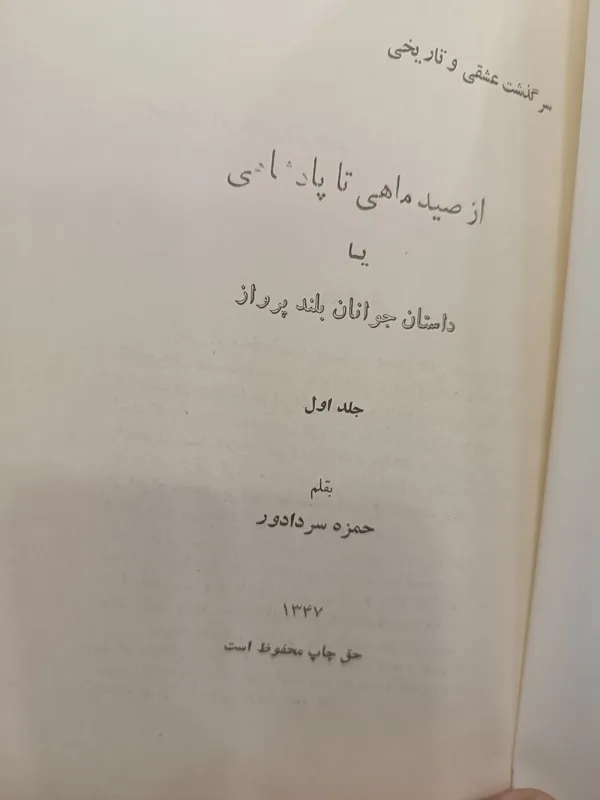 سرگذشت عشقی و تاریخی
از صید ماهی تا پادشاهی
یا
داستان جوانان بلند پرواز
جلد اول
بقلم
حمزه سردادور
۱۳۴۷
حق چاپ محفوظ است